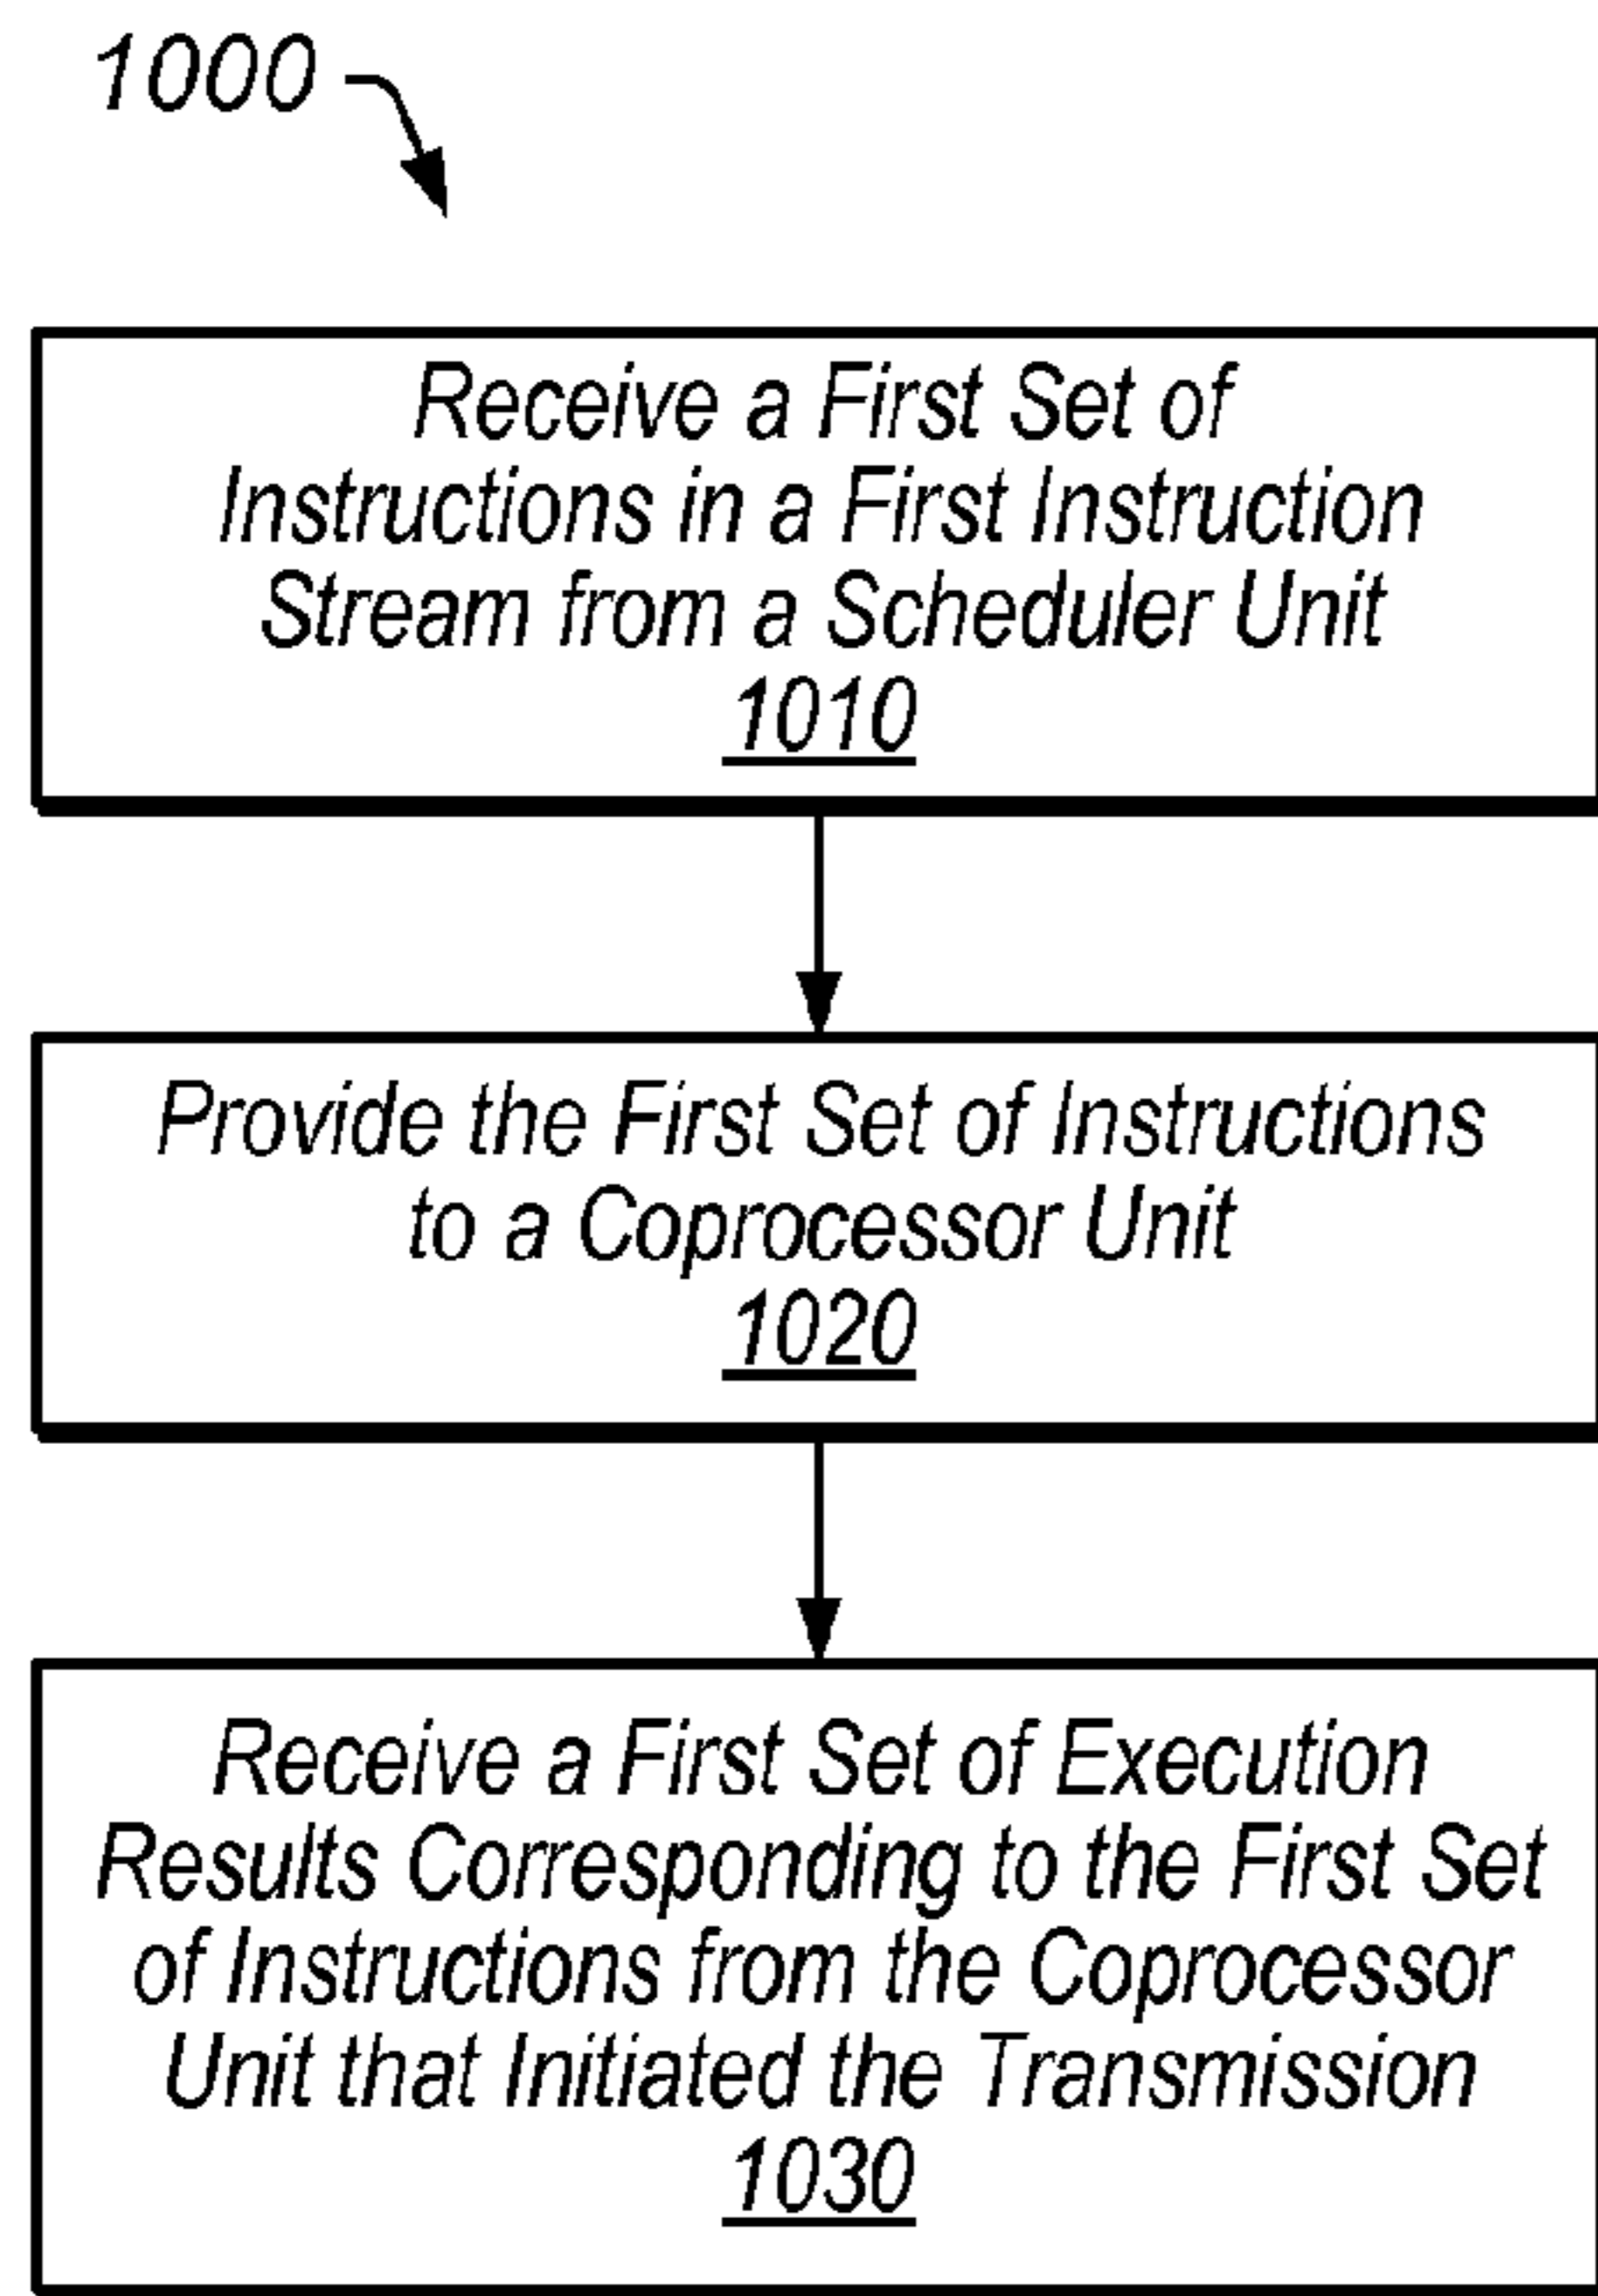 1000
Receive a First Set of
Instructions in a First Instruction
Stream from a Scheduler Unit
1010
Provide the First Set of Instructions
to a Coprocessor Unit
1020
Receive a First Set of Execution
Results Corresponding to the First Set
of Instructions from the Coprocessor
Unit that Initiated the Transmission
1030